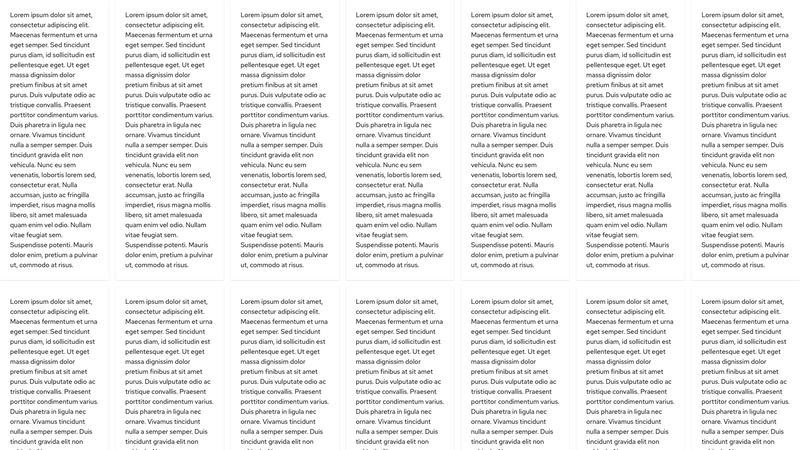 Lorem ipsum dolor sit amet,
consectetur adipiscing elit.
Maecenas fermentum et urna
eget semper. Sed tincidunt
purus diam, id sollicitudin est
pellentesque eget. Ut eget
massa dignissim dolor
pretium finibus at sit amet
purus. Duis vulputate odio ac
tristique convallis. Praesent
porttitor condimentum varius.
Duis pharetra in ligula nec
ornare. Vivamus tincidunt
nulla a semper semper. Duis
tincidunt gravida elit non
vehicula. Nunc eu sem
venenatis, lobortis lorem sed,
consectetur erat. Nulla
accumsan, justo ac fringilla
imperdiet, risus magna mollis
libero, sit amet malesuada
quam enim vel odio. Nullam
vitae feugiat sem.
Suspendisse potenti. Mauris
dolor enim, pretium a pulvinar
ut, commodo at risus.
Lorem ipsum dolor sit amet,
consectetur adipiscing elit.
Maecenas fermentum et urna
eget semper. Sed tincidunt
purus diam, id sollicitudin est
pellentesque eget. Ut eget
massa dignissim dolor
pretium finibus at sit amet
purus. Duis vulputate odio ac
tristique convallis. Praesent
porttitor condimentum varius.
Duis pharetra in ligula nec
ornare. Vivamus tincidunt
nulla a semper semper. Duis
tincidunt gravida elit non
vehicula. Nunc eu sem
venenatis, lobortis lorem sed,
consectetur erat. Nulla
accumsan, justo ac fringilla
imperdiet, risus magna mollis
libero, sit amet malesuada
quam enim vel odio. Nullam
vitae feugiat sem.
Suspendisse potenti. Mauris
dolor enim, pretium a pulvinar
ut, commodo at risus.
Lorem ipsum dolor sit amet,
consectetur adipiscing elit.
Maecenas fermentum et urna
eget semper. Sed tincidunt
purus diam, id sollicitudin est
pellentesque eget. Ut eget
massa dignissim dolor
pretium finibus at sit amet
purus. Duis vulputate odio ac
tristique convallis. Praesent
porttitor condimentum varius.
Duis pharetra in ligula nec
ornare. Vivamus tincidunt
nulla a semper semper. Duis
tincidunt gravida elit non
vehicula. Nunc eu sem
venenatis, lobortis lorem sed,
consectetur erat. Nulla
accumsan, justo ac fringilla
imperdiet, risus magna mollis
libero, sit amet malesuada
quam enim vel odio. Nullam
vitae feugiat sem.
Suspendisse potenti. Mauris
dolor enim, pretium a pulvinar
ut, commodo at risus.
Lorem ipsum dolor sit amet,
consectetur adipiscing elit.
Maecenas fermentum et urna
eget semper. Sed tincidunt
purus diam, id sollicitudin est
pellentesque eget. Ut eget
massa dignissim dolor
pretium finibus at sit amet
purus. Duis vulputate odio ac
tristique convallis. Praesent
porttitor condimentum varius.
Duis pharetra in ligula nec
ornare. Vivamus tincidunt
nulla a semper semper. Duis
tincidunt gravida elit non
vehicula. Nunc eu sem
venenatis, lobortis lorem sed,
consectetur erat. Nulla
accumsan, justo ac fringilla
imperdiet, risus magna mollis
libero, sit amet malesuada
quam enim vel odio. Nullam
vitae feugiat sem.
Suspendisse potenti. Mauris
dolor enim, pretium a pulvinar
ut, commodo at risus.
Lorem ipsum dolor sit amet,
consectetur adipiscing elit.
Maecenas fermentum et urna
eget semper. Sed tincidunt
purus diam, id sollicitudin est
pellentesque eget. Ut eget
massa dignissim dolor
pretium finibus at sit amet
purus. Duis vulputate odio ac
tristique convallis. Praesent
porttitor condimentum varius.
Duis pharetra in ligula nec
ornare. Vivamus tincidunt
nulla a semper semper. Duis
tincidunt gravida elit non
vehicula. Nunc eu sem
venenatis, lobortis lorem sed,
consectetur erat. Nulla
accumsan, justo ac fringilla
imperdiet, risus magna mollis
libero, sit amet malesuada
quam enim vel odio. Nullam
vitae feugiat sem.
Suspendisse potenti. Mauris
dolor enim, pretium a pulvinar
ut, commodo at risus.
Lorem ipsum dolor sit amet,
consectetur adipiscing elit.
Maecenas fermentum et urna
eget semper. Sed tincidunt
purus diam, id sollicitudin est
pellentesque eget. Ut eget
massa dignissim dolor
pretium finibus at sit amet
purus. Duis vulputate odio ac
tristique convallis. Praesent
porttitor condimentum varius.
Duis pharetra in ligula nec
ornare. Vivamus tincidunt
nulla a semper semper. Duis
tincidunt gravida elit non
vehicula. Nunc eu sem
venenatis, lobortis lorem sed,
consectetur erat. Nulla
accumsan, justo ac fringilla
imperdiet, risus magna mollis
libero, sit amet malesuada
quam enim vel odio. Nullam
vitae feugiat sem.
Suspendisse potenti. Mauris
dolor enim, pretium a pulvinar
ut, commodo at risus.
Lorem ipsum dolor sit amet,
consectetur adipiscing elit.
Maecenas fermentum et urna
eget semper. Sed tincidunt
purus diam, id sollicitudin est
pellentesque eget. Ut eget
massa dignissim dolor
pretium finibus at sit amet
purus. Duis vulputate odio ac
tristique convallis. Praesent
porttitor condimentum varius.
Duis pharetra in ligula nec
ornare. Vivamus tincidunt
nulla a semper semper. Duis
tincidunt gravida elit non
vehicula. Nunc eu sem
venenatis, lobortis lorem sed,
consectetur erat. Nulla
accumsan, justo ac fringilla
imperdiet, risus magna mollis
libero, sit amet malesuada
quam enim vel odio. Nullam
vitae feugiat sem.
Suspendisse potenti. Mauris
dolor enim, pretium a pulvinar
ut, commodo at risus.
Lorem ipsum dolor sit amet,
consectetur adipiscing elit.
Maecenas fermentum et urna
eget semper. Sed tincidunt
purus diam, id sollicitudin est
pellentesque eget. Ut eget
massa dignissim dolor
pretium finibus at sit amet
purus. Duis vulputate odio ac
tristique convallis. Praesent
porttitor condimentum varius.
Duis pharetra in ligula nec
ornare. Vivamus tincidunt
nulla a semper semper. Duis
tincidunt gravida elit non
Lorem ipsum dolor sit amet,
consectetur adipiscing elit.
Maecenas fermentum et urna
eget semper. Sed tincidunt
purus diam, id sollicitudin est
pellentesque eget. Ut eget
massa dignissim dolor
pretium finibus at sit amet
purus. Duis vulputate odio ac
tristique convallis. Praesent
porttitor condimentum varius.
Duis pharetra in ligula nec
ornare. Vivamus tincidunt
nulla a semper semper. Duis
tincidunt gravida elit non
Lorem ipsum dolor sit amet,
consectetur adipiscing elit.
Maecenas fermentum et urna
eget semper. Sed tincidunt
purus diam, id sollicitudin est
pellentesque eget. Ut eget
massa dignissim dolor
pretium finibus at sit amet
purus. Duis vulputate odio ac
tristique convallis. Praesent
porttitor condimentum varius.
Duis pharetra in ligula nec
ornare. Vivamus tincidunt
nulla a semper semper. Duis
tincidunt gravida elit non
Lorem ipsum dolor sit amet,
consectetur adipiscing elit.
Maecenas fermentum et urna
eget semper. Sed tincidunt
purus diam, id sollicitudin est
pellentesque eget. Ut eget
massa dignissim dolor
pretium finibus at sit amet
purus. Duis vulputate odio ac
tristique convallis. Praesent
porttitor condimentum varius.
Duis pharetra in ligula nec
ornare. Vivamus tincidunt
nulla a semper semper. Duis
tincidunt gravida elit non
Lorem ipsum dolor sit amet,
consectetur adipiscing elit.
Maecenas fermentum et urna
eget semper. Sed tincidunt
purus diam, id sollicitudin est
pellentesque eget. Ut eget
massa dignissim dolor
pretium finibus at sit amet
purus. Duis vulputate odio ac
tristique convallis. Praesent
porttitor condimentum varius.
Duis pharetra in ligula nec
ornare. Vivamus tincidunt
nulla a semper semper. Duis
tincidunt gravida elit non
Lorem ipsum dolor sit amet,
consectetur adipiscing elit.
Maecenas fermentum et urna
eget semper. Sed tincidunt
purus diam, id sollicitudin est
pellentesque eget. Ut eget
massa dignissim dolor
pretium finibus at sit amet
purus. Duis vulputate odio ac
tristique convallis. Praesent
porttitor condimentum varius.
Duis pharetra in ligula nec
ornare. Vivamus tincidunt
nulla a semper semper. Duis
tincidunt gravida elit non
Lorem ipsum dolor sit amet,
consectetur adipiscing elit.
Maecenas fermentum et urna
eget semper. Sed tincidunt
purus diam, id sollicitudin est
pellentesque eget. Ut eget
massa dignissim dolor
pretium finibus at sit amet
purus. Duis vulputate odio ac
tristique convallis. Praesent
porttitor condimentum varius.
Duis pharetra in ligula nec
ornare. Vivamus tincidunt
nulla a semper semper. Duis
tincidunt gravida elit non